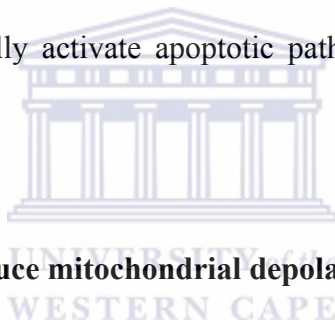 lly activate apoptotic path
UNIVERSITY of the
uce mitochondrial depola
WESTERN CAPE